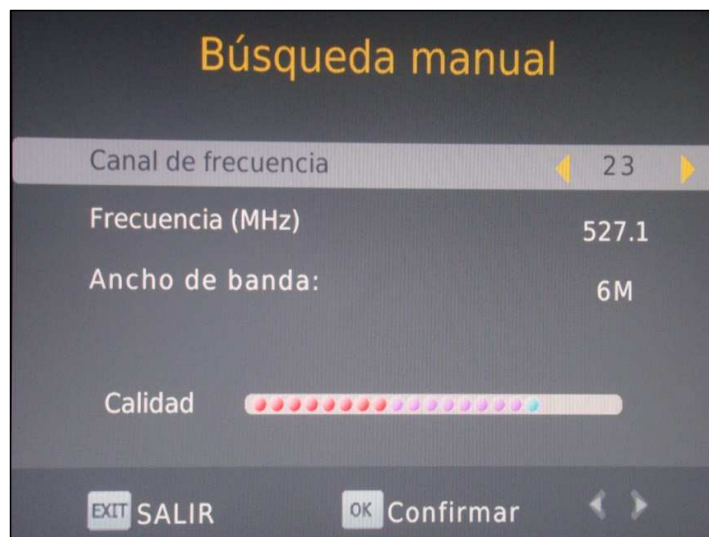 Búsqueda manual
Canal de frecuencia 23
Frecuencia (MHz) 527.1
Ancho de banda: 6M
Calidad
EXIT SALIR OK Confirmar